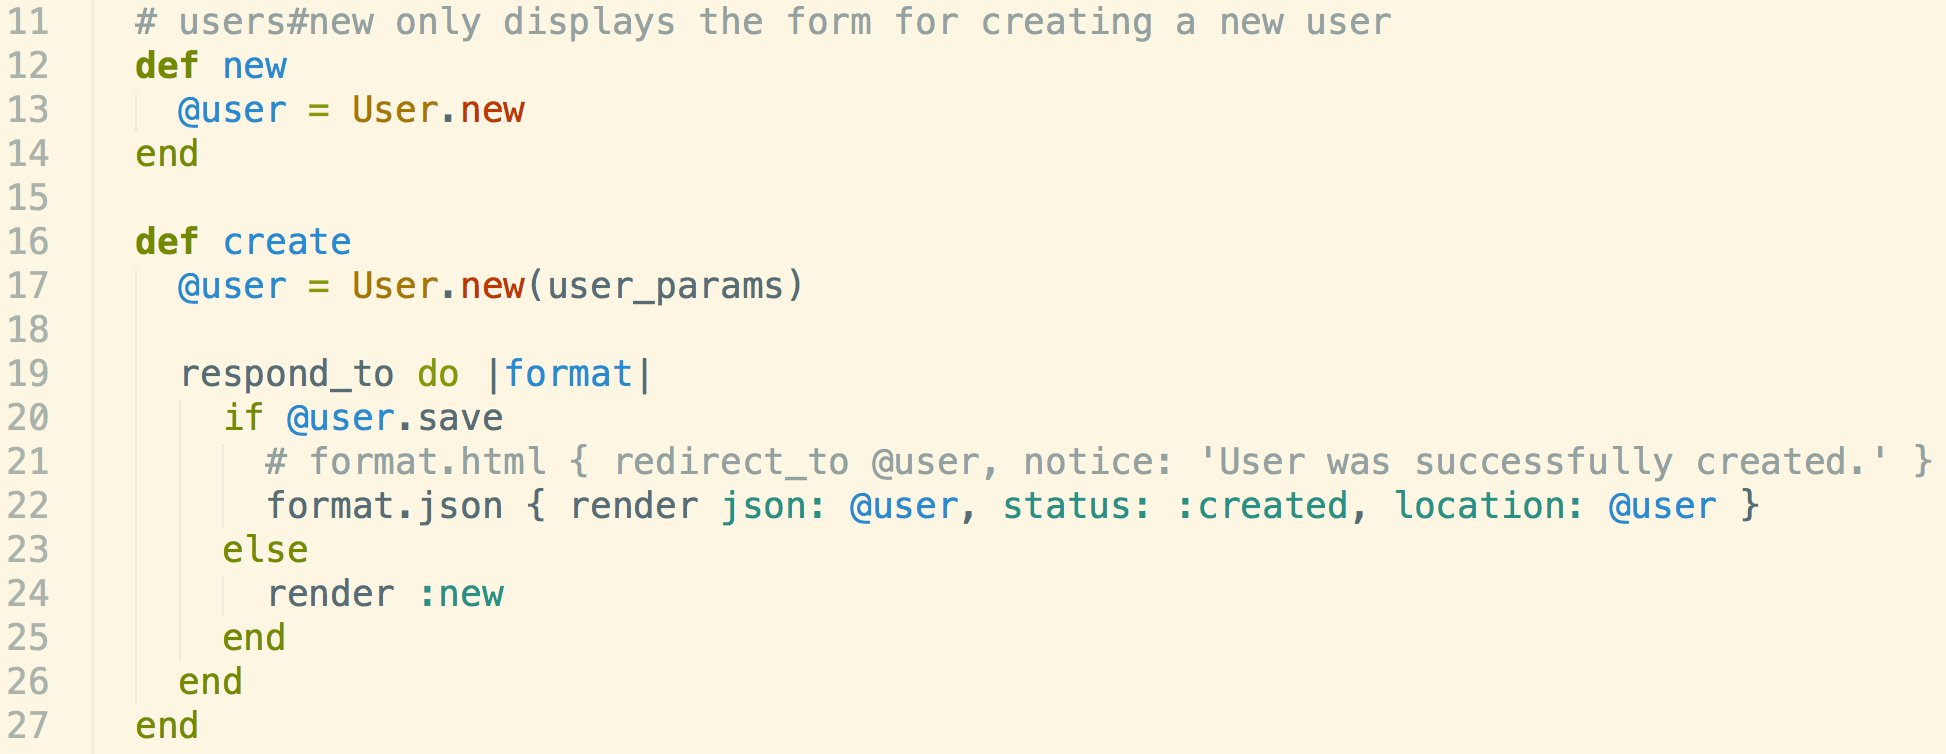 11 # users#new only displays the form for creating a new user
12 def new
13 @user = User.new
14 end
15
16 def create
17 @user = User.new(user_params)
18
19 respond_to do |format|
20 if @user.save
21 # format.html { redirect_to @user, notice: 'User was successfully created.' }
22 format.json { render json: @user, status: :created, location: @user }
23 else
24 render :new
25 end
26 end
27 end